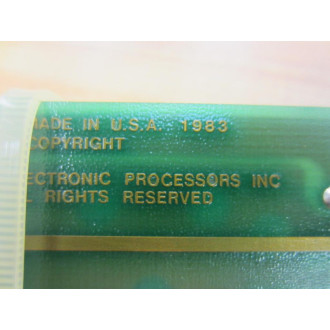 MADE IN U.S.A. 1983
COPYRIGHT
ECTRONIC PROCESSORS INC
L RIGHTS RESERVED